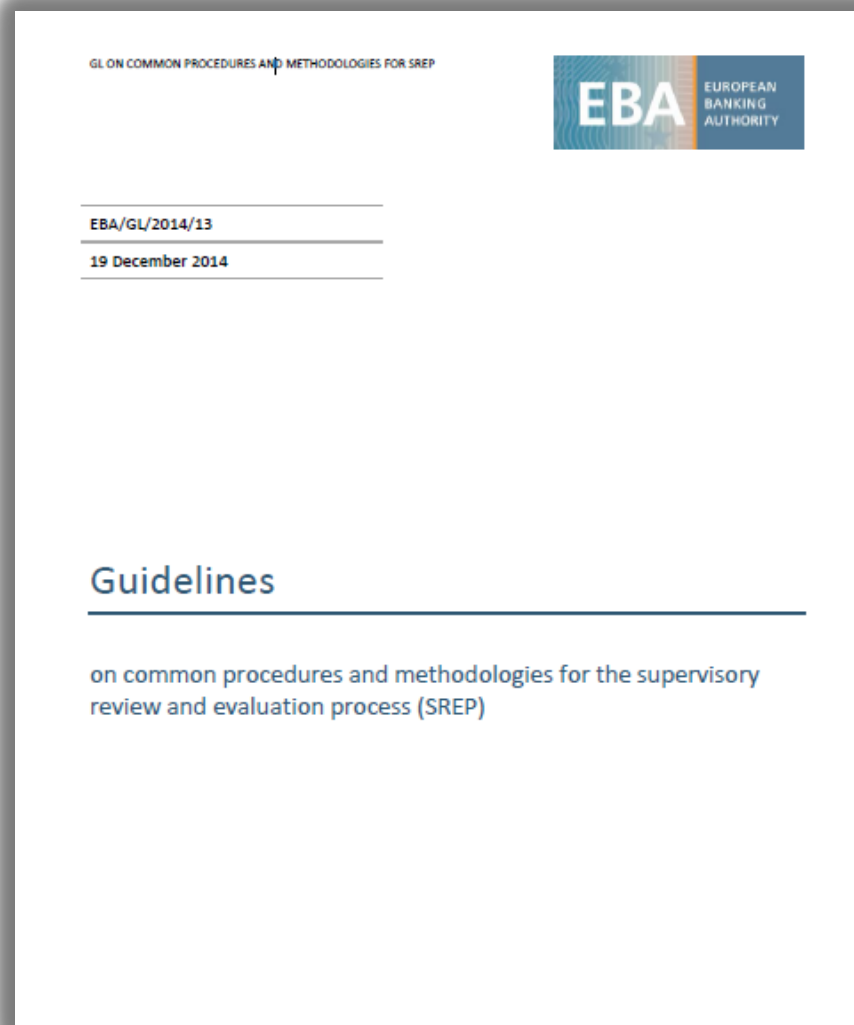 GL ON COMMON PROCEDURES AND METHODOLOGIES FOR SREP
EBA
EUROPEAN
BANKING
AUTHORITY
EBA/GL/2014/13
19 December 2014
Guidelines
on common procedures and methodologies for the supervisory
review and evaluation process (SREP)